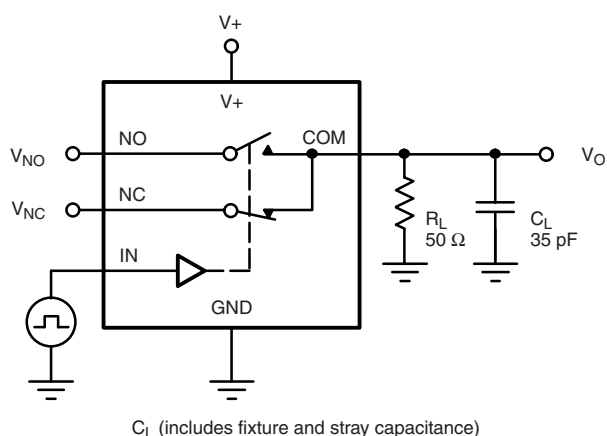 V+
V+
NO
COM
V_NO
V_O
NC
V_NC
R_L
50 Ω
C_L
35 pF
IN
GND
C_L (includes fixture and stray capacitance)